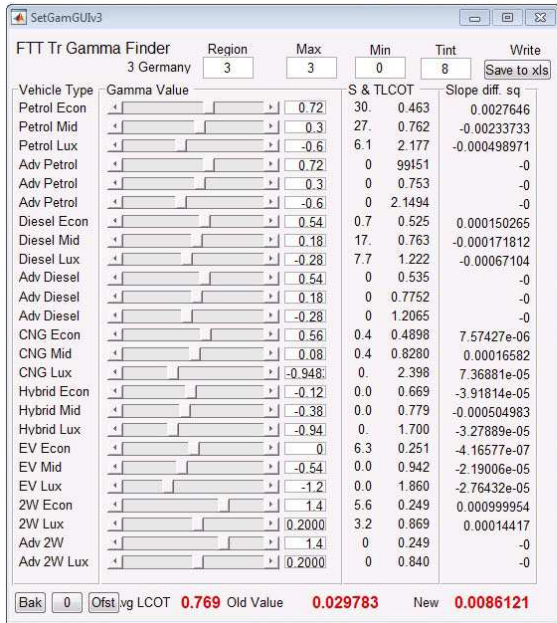 SetGamGUIv3
FTT Tr Gamma Finder Region Max Min Tint Write
3 Germany 3 3 0 8 Save to xls
Vehicle Type Gamma Value S & TLCOT Slope diff. sq
Petrol Econ 0.72 30. 0.463 0.0027646
Petrol Mid 0.3 27. 0.762 -0.00233733
Petrol Lux -0.6 6.1 2.177 -0.000498971
Adv Petrol 0.72 0 99151 -0
Adv Petrol 0.3 0 0.753 -0
Adv Petrol -0.6 0 2.1494 -0
Diesel Econ 0.54 0.7 0.525 0.000150265
Diesel Mid 0.18 17. 0.763 -0.000171812
Diesel Lux -0.28 7.7 1.222 -0.00067104
Adv Diesel 0.54 0 0.535 -0
Adv Diesel 0.18 0 0.7752 -0
Adv Diesel -0.28 0 1.2065 -0
CNG Econ 0.56 0.4 0.4898 7.57427e-06
CNG Mid 0.08 0.4 0.8280 0.00016582
CNG Lux -0.948 0. 2.398 7.36881e-05
Hybrid Econ -0.12 0.0 0.669 -3.91814e-05
Hybrid Mid -0.38 0.0 0.779 -0.000504983
Hybrid Lux -0.94 0. 1.700 -3.27889e-05
EV Econ 0 6.3 0.251 -4.16577e-07
EV Mid -0.54 0.0 0.942 -2.19006e-05
EV Lux -1.2 0.0 1.860 -2.76432e-05
2W Econ 1.4 5.6 0.249 0.000999954
2W Lux 0.2000 3.2 0.869 0.00014417
Adv 2W 1.4 0 0.249 -0
Adv 2W Lux 0.2000 0 0.840 -0
Bak 0 Ofst vg LCOT 0.769 Old Value 0.029783 New 0.0086121